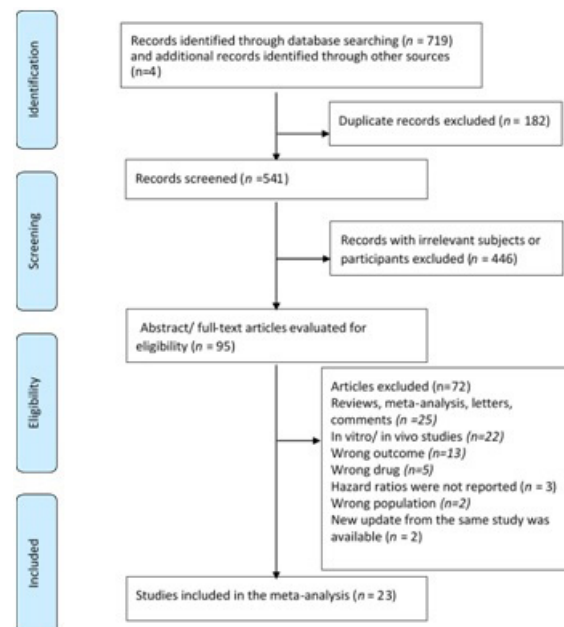 Identification
Records identified through database searching (n = 719)
and additional records identified through other sources
(n=4)
Duplicate records excluded (n = 182)
Screening
Records screened (n =541)
Records with irrelevant subjects or
participants excluded (n = 446)
Eligibility
Abstract/ full-text articles evaluated for
eligibility (n = 95)
Articles excluded (n=72)
Reviews, meta-analysis, letters,
comments (n =25)
In vitro/ in vivo studies (n=22)
Wrong outcome (n=13)
Wrong drug (n=5)
Hazard ratios were not reported (n = 3)
Wrong population (n=2)
New update from the same study was
available (n = 2)
Included
Studies included in the meta-analysis (n = 23)